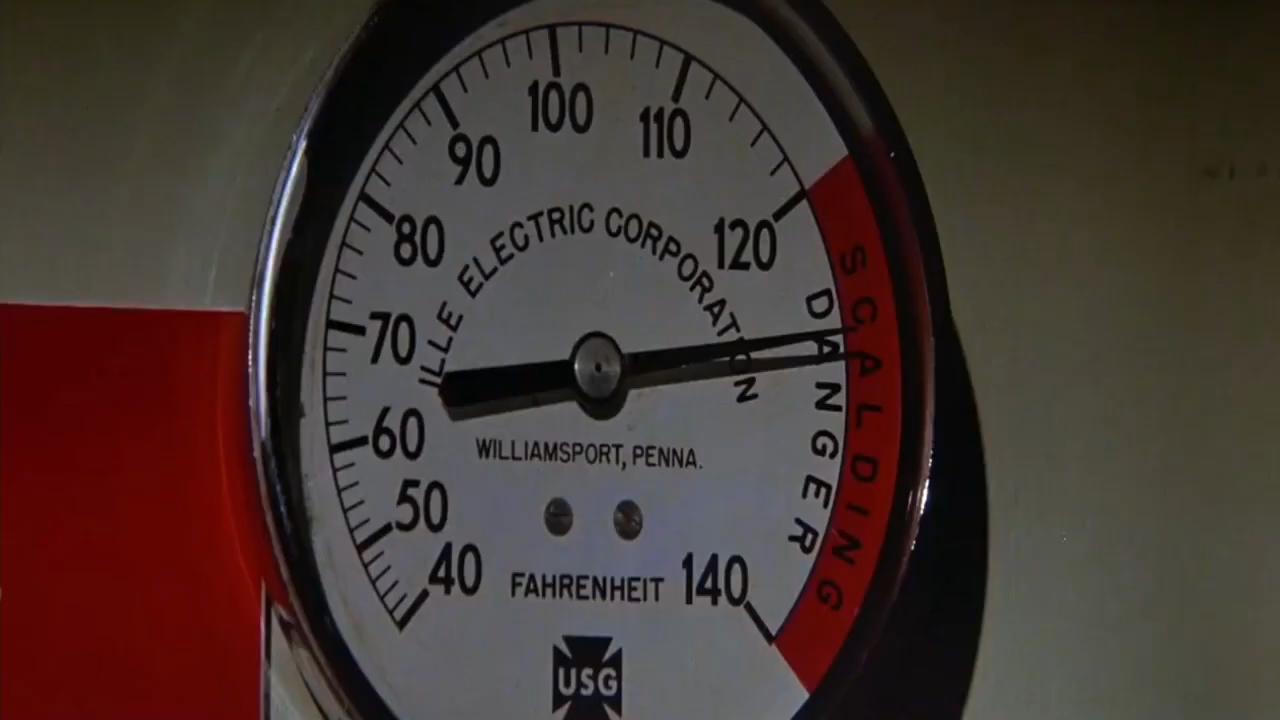 100
110
90
80
120
ILLE ELECTRIC CORPORATION
70
60
50
40
WILLIAMSPORT, PENNA.
FAHRENHEIT
140
DANGER
SCALDING
USG